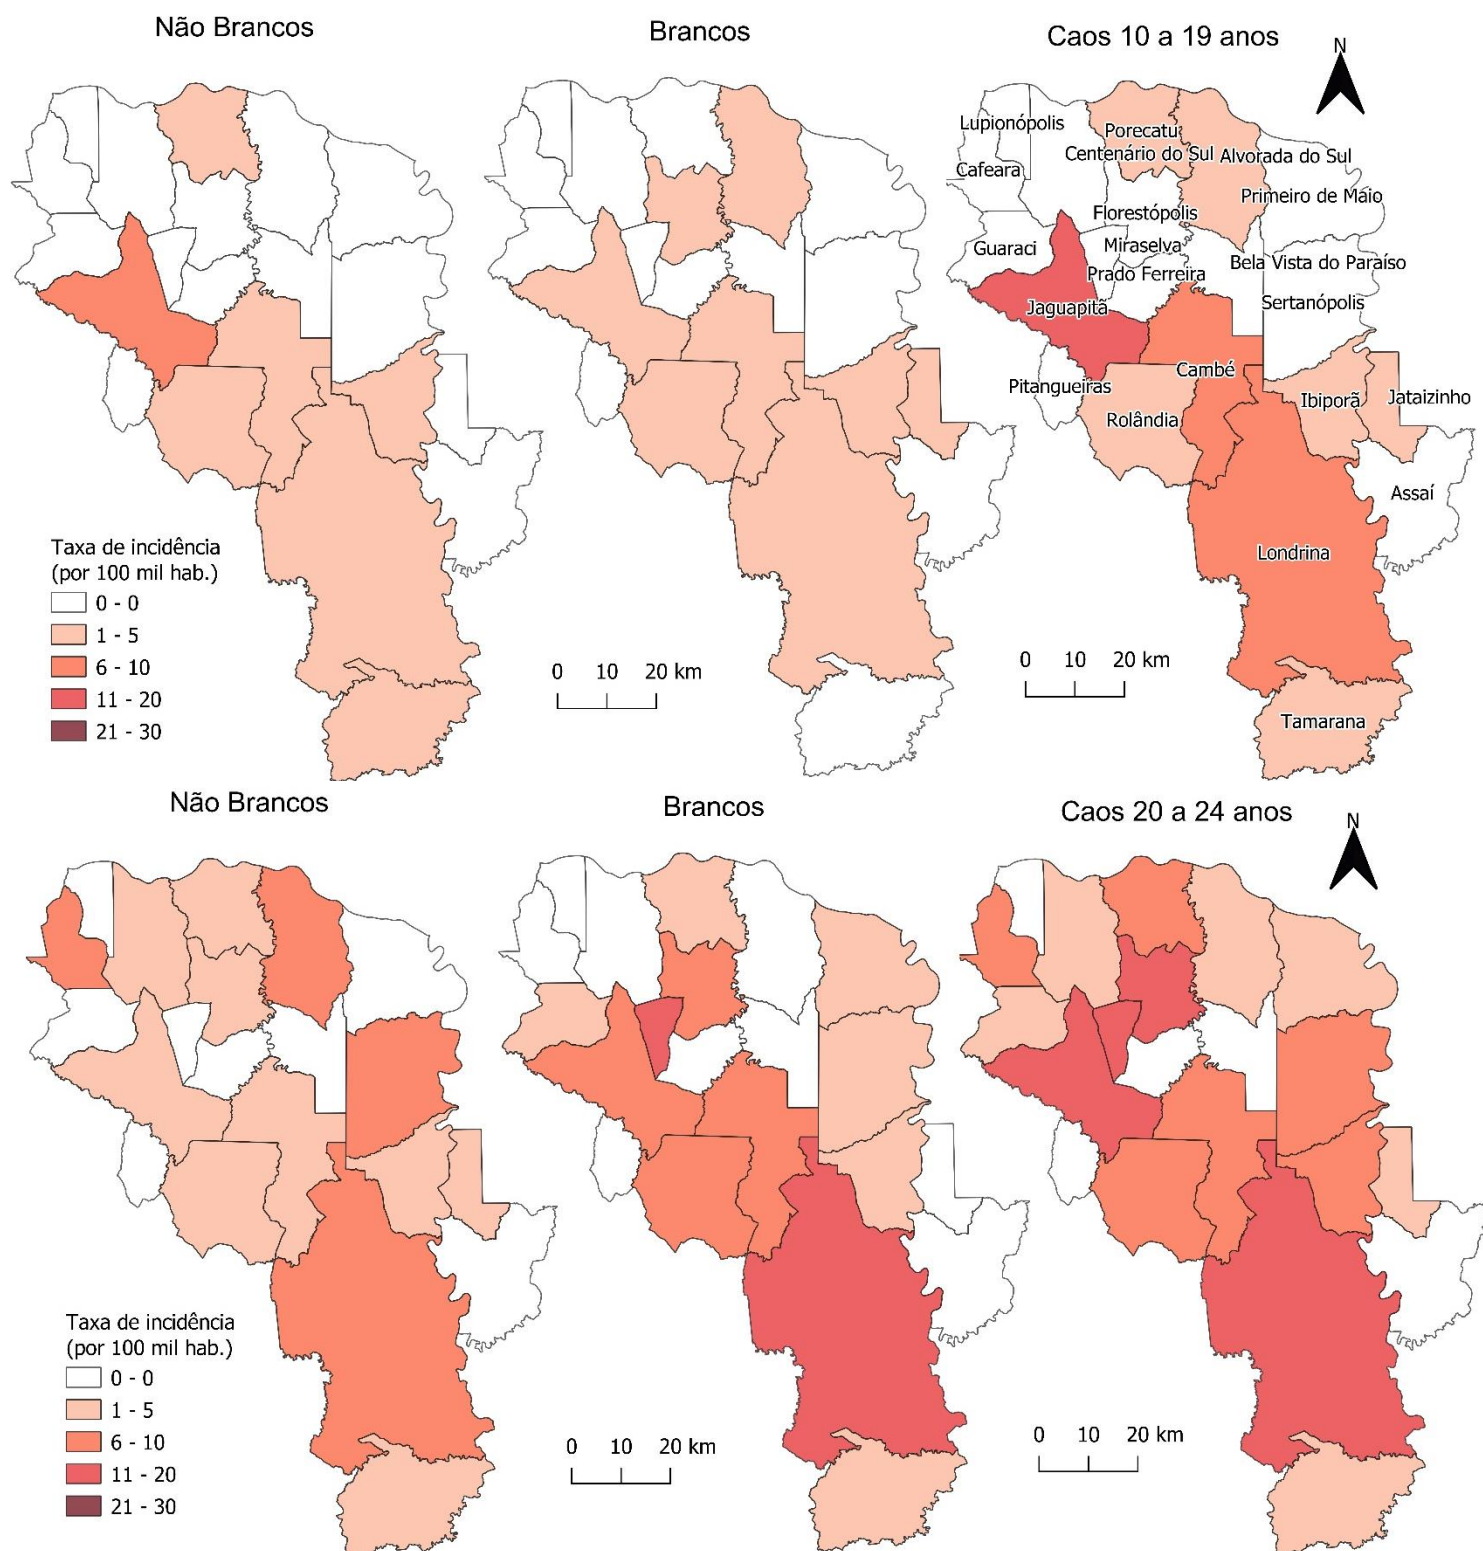 Não Brancos
Brancos
Caos 10 a 19 anos
N
Lupionópolis
Porecatu
Centenário do Sul
Alvorada do Sul
Cafeara
Primeiro de Maio
Florestópolis
Guaraci
Miraselva
Bela Vista do Paraíso
Prado Ferreira
Jaguapitã
Sertanópolis
Cambé
Pitangueiras
Ibiporã
Jataizinho
Rolândia
Assaí
Londrina
Tamarana
Taxa de incidência
(por 100 mil hab.)
0 - 0
1 - 5
6 - 10
11 - 20
21 - 30
0 10 20 km
0 10 20 km
Não Brancos
Brancos
Caos 20 a 24 anos
N
Taxa de incidência
(por 100 mil hab.)
0 - 0
1 - 5
6 - 10
11 - 20
21 - 30
0 10 20 km
0 10 20 km